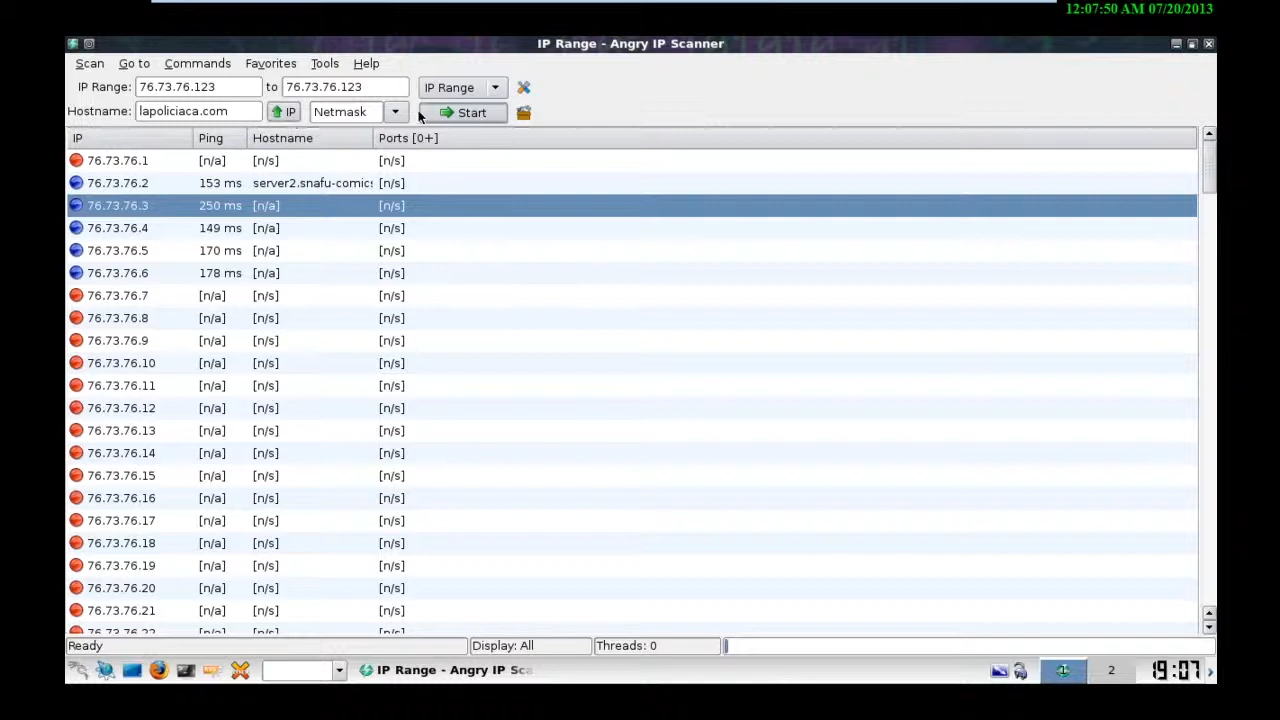 12:07:50 AM 07/20/2013
IP Range - Angry IP Scanner
Scan Go to Commands Favorites Tools Help
IP Range: 76.73.76.123 to 76.73.76.123 IP Range
Hostname: lapoliciaca.com IP Netmask Start
IP Ping Hostname Ports [0+]
76.73.76.1 [n/a] [n/s] [n/s]
76.73.76.2 153 ms server2.snafu-comics [n/s]
76.73.76.3 250 ms [n/a] [n/s]
76.73.76.4 149 ms [n/a] [n/s]
76.73.76.5 170 ms [n/a] [n/s]
76.73.76.6 178 ms [n/a] [n/s]
76.73.76.7 [n/a] [n/s] [n/s]
76.73.76.8 [n/a] [n/s] [n/s]
76.73.76.9 [n/a] [n/s] [n/s]
76.73.76.10 [n/a] [n/s] [n/s]
76.73.76.11 [n/a] [n/s] [n/s]
76.73.76.12 [n/a] [n/s] [n/s]
76.73.76.13 [n/a] [n/s] [n/s]
76.73.76.14 [n/a] [n/s] [n/s]
76.73.76.15 [n/a] [n/s] [n/s]
76.73.76.16 [n/a] [n/s] [n/s]
76.73.76.17 [n/a] [n/s] [n/s]
76.73.76.18 [n/a] [n/s] [n/s]
76.73.76.19 [n/a] [n/s] [n/s]
76.73.76.20 [n/a] [n/s] [n/s]
76.73.76.21 [n/a] [n/s] [n/s]
76.73.76.22 [n/a] [n/s] [n/s]
Ready Display: All Threads: 0
IP Range - Angry IP Sca 1 2 19:07